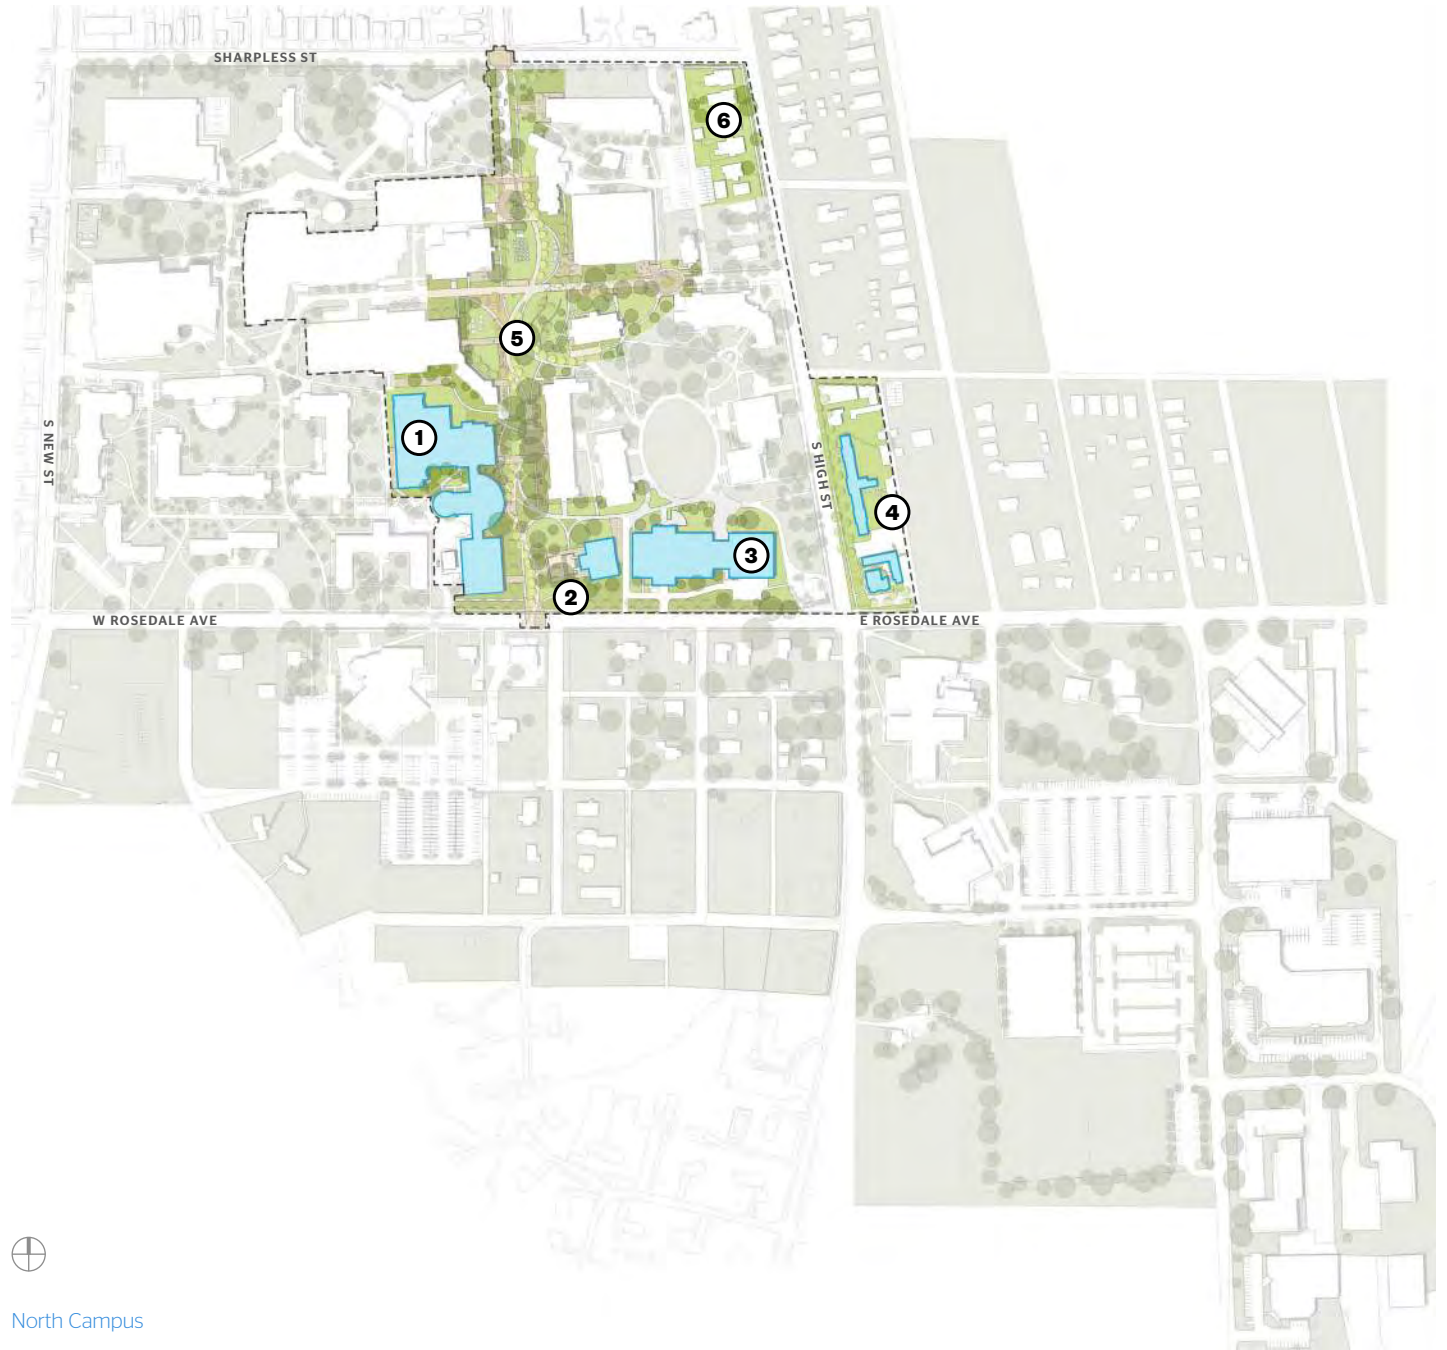 SHARPLESS ST
6
5
S NEW ST
1
S HIGH ST
4
3
2
W ROSEDALE AVE
E ROSEDALE AVE
North Campus